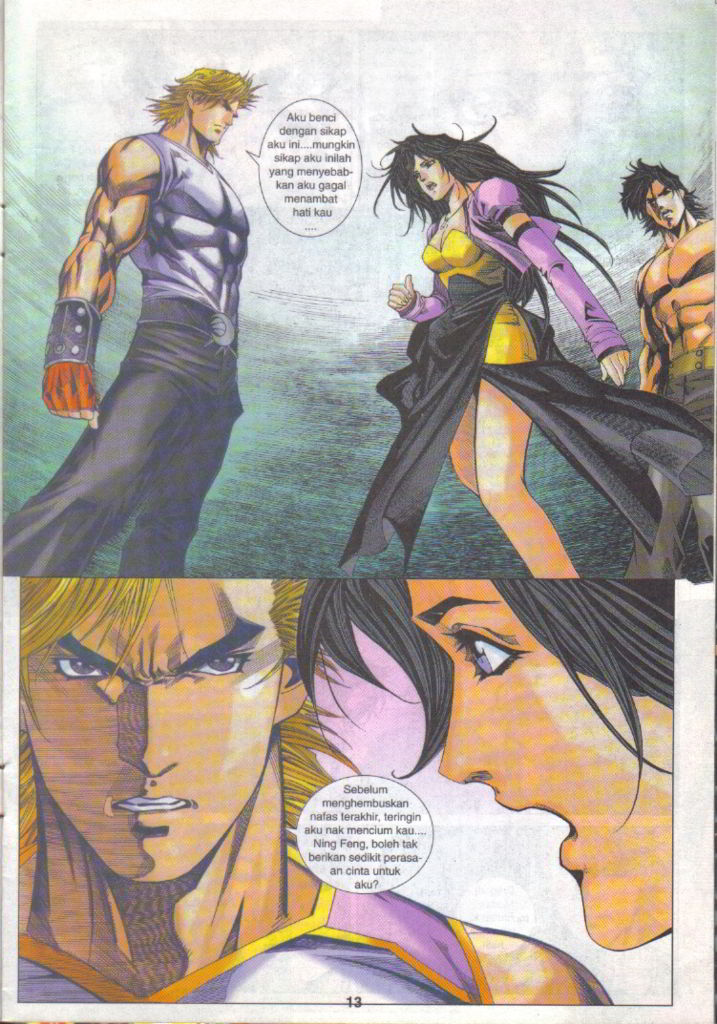 Aku benci
dengan sikap
aku ini....mungkin
sikap aku inilah
yang menyebab-
kan aku gagal
menambat
hati kau
....
Sebelum
menghembuskan
nafas terakhir, teringin
aku nak mencium kau....
Ning Feng, boleh tak
berikan sedikit perasa-
an cinta untuk
aku?
13